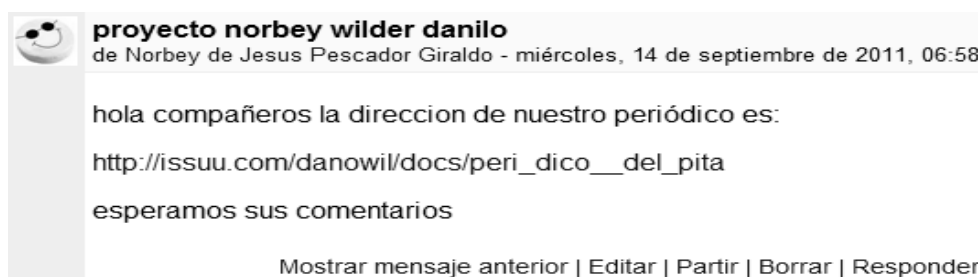 proyecto norbey wilder danilo
de Norbey de Jesus Pescador Giraldo - miércoles, 14 de septiembre de 2011, 06:58
hola compañeros la direccion de nuestro periódico es:
http://issuu.com/danowil/docs/peri_dico__del_pita
esperamos sus comentarios
Mostrar mensaje anterior | Editar | Partir | Borrar | Responder